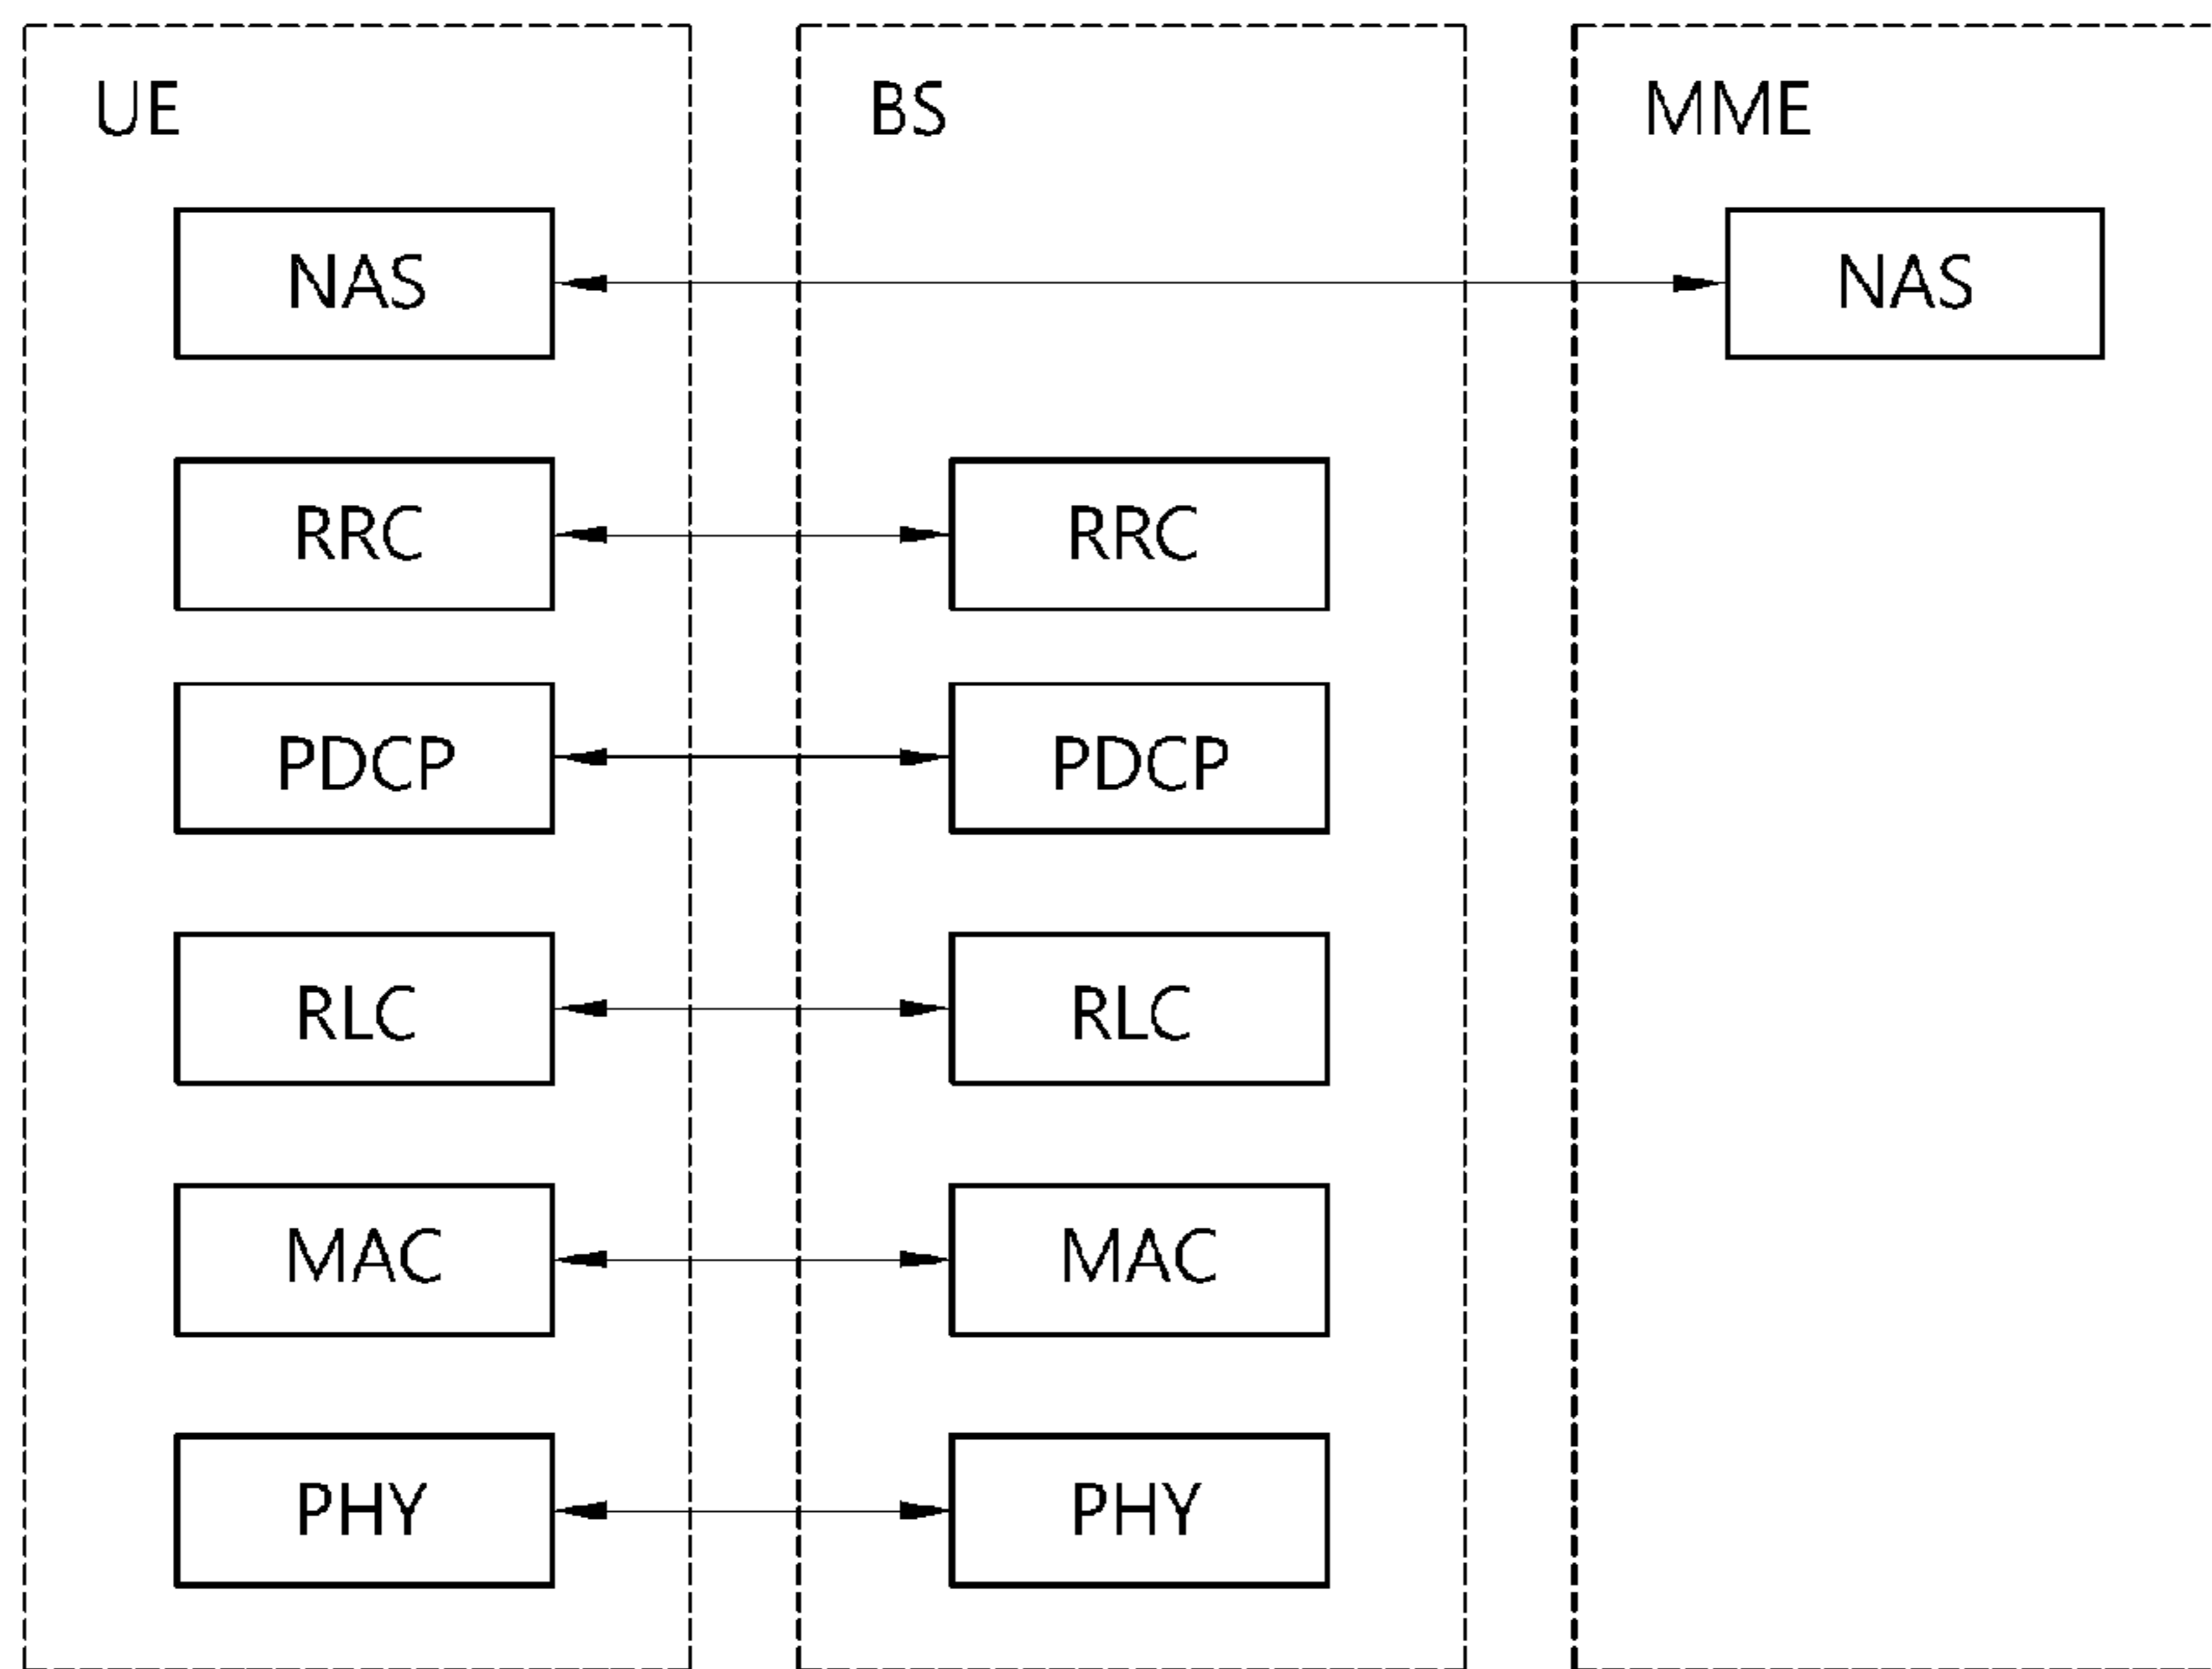 UE BS MME
NAS NAS
RRC RRC
PDCP PDCP
RLC RLC
MAC MAC
PHY PHY